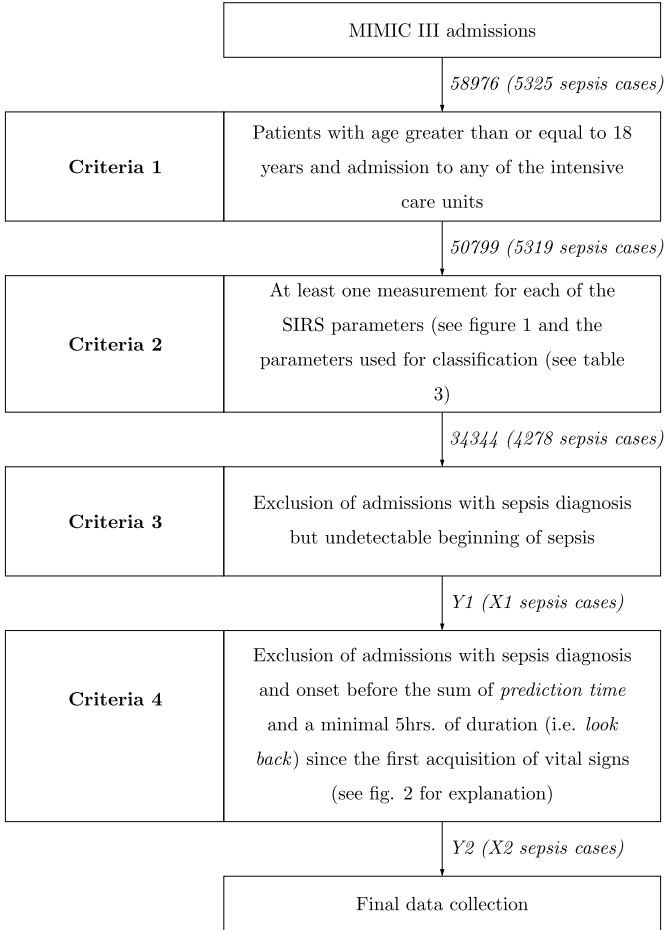 MIMIC III admissions
58976 (5325 sepsis cases)
Criteria 1
Patients with age greater than or equal to 18
years and admission to any of the intensive
care units
50799 (5319 sepsis cases)
Criteria 2
At least one measurement for each of the
SIRS parameters (see figure 1 and the
parameters used for classification (see table
3)
34344 (4278 sepsis cases)
Criteria 3
Exclusion of admissions with sepsis diagnosis
but undetectable beginning of sepsis
Y1 (X1 sepsis cases)
Criteria 4
Exclusion of admissions with sepsis diagnosis
and onset before the sum of prediction time
and a minimal 5hrs. of duration (i.e. look
back) since the first acquisition of vital signs
(see fig. 2 for explanation)
Y2 (X2 sepsis cases)
Final data collection